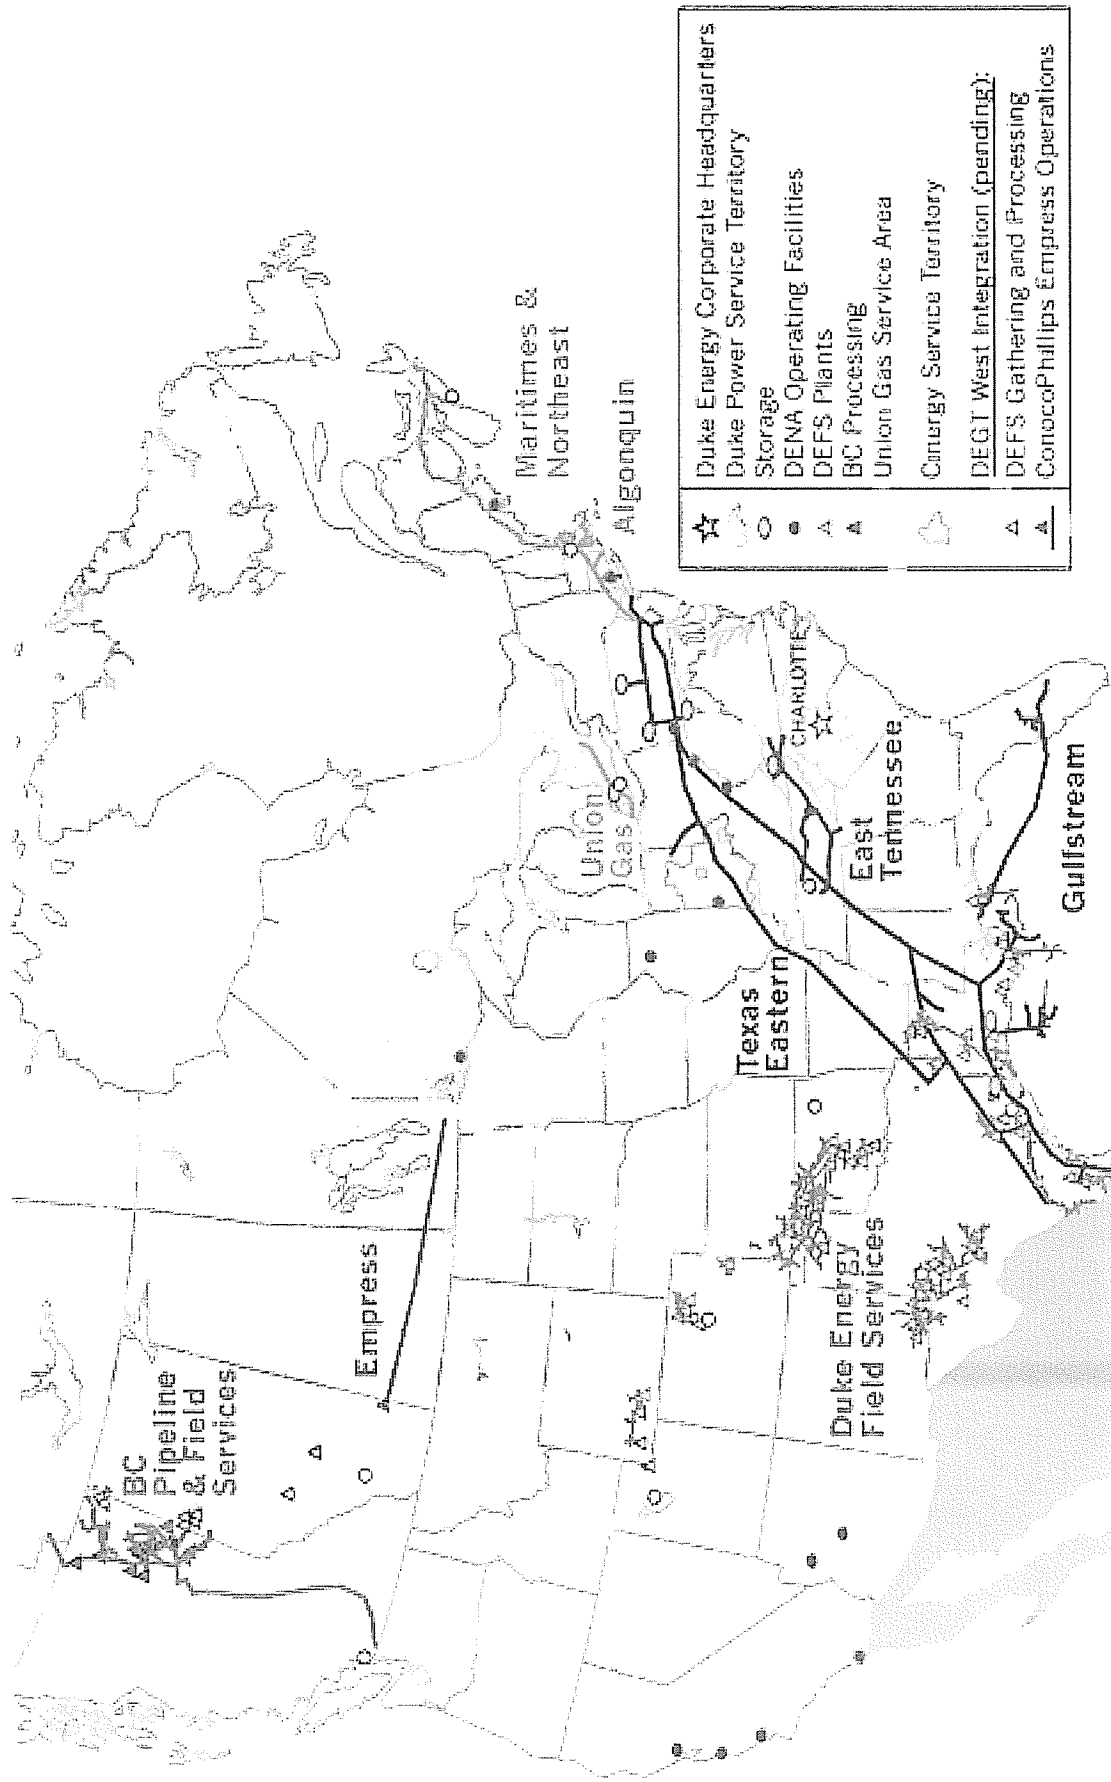 BC
Pipeline
& Field
Services
Empress
Union
Gas
Maritimes &
Northeast
Algonquin
Texas
Eastern
CHARLOTTE
East
Tennessee
Duke Energy
Field Services
Gulfstream
Duke Energy Corporate Headquarters
Duke Power Service Territory
Storage
DENA Operating Facilities
DEFS Plants
BC Processing
Union Gas Service Area
Cinergy Service Territory
DEGT West Integration (pending):
DEFS Gathering and Processing
ConocoPhillips Empress Operations